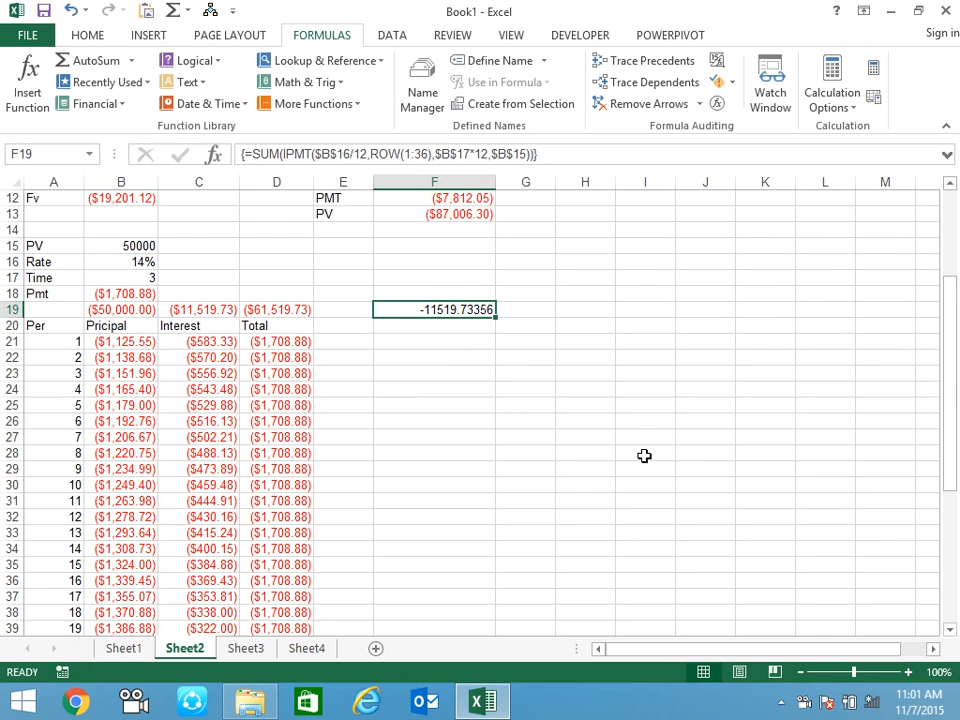 Book1 - Excel
?
FILE HOME INSERT PAGE LAYOUT FORMULAS DATA REVIEW VIEW DEVELOPER POWERPIVOT Sign in
AutoSum Logical Lookup & Reference Define Name Trace Precedents
Recently Used Text Math & Trig Use in Formula Trace Dependents
Financial Date & Time More Functions Create from Selection Remove Arrows
Insert Function
Name Manager
Watch Window
Calculation Options
Function Library Defined Names Formula Auditing Calculation
F19 fx {=SUM(IPMT($B$16/12,ROW(1:36),$B$17*12,$B$15))}
A B C D E F G H I J K L M
12 Fv ($19,201.12) PMT ($7,812.05)
13 PV ($87,006.30)
14
15 PV 50000
16 Rate 14%
17 Time 3
18 Pmt ($1,708.88)
19 ($50,000.00) ($11,519.73) ($61,519.73) -11519.73356
20 Per Pricipal Interest Total
21 1 ($1,125.55) ($583.33) ($1,708.88)
22 2 ($1,138.68) ($570.20) ($1,708.88)
23 3 ($1,151.96) ($556.92) ($1,708.88)
24 4 ($1,165.40) ($543.48) ($1,708.88)
25 5 ($1,179.00) ($529.88) ($1,708.88)
26 6 ($1,192.76) ($516.13) ($1,708.88)
27 7 ($1,206.67) ($502.21) ($1,708.88)
28 8 ($1,220.75) ($488.13) ($1,708.88)
29 9 ($1,234.99) ($473.89) ($1,708.88)
30 10 ($1,249.40) ($459.48) ($1,708.88)
31 11 ($1,263.98) ($444.91) ($1,708.88)
32 12 ($1,278.72) ($430.16) ($1,708.88)
33 13 ($1,293.64) ($415.24) ($1,708.88)
34 14 ($1,308.73) ($400.15) ($1,708.88)
35 15 ($1,324.00) ($384.88) ($1,708.88)
36 16 ($1,339.45) ($369.43) ($1,708.88)
37 17 ($1,355.07) ($353.81) ($1,708.88)
38 18 ($1,370.88) ($338.00) ($1,708.88)
39 19 ($1,386.88) ($322.00) ($1,708.88)
Sheet1 Sheet2 Sheet3 Sheet4
READY 100%
11:01 AM
11/7/2015